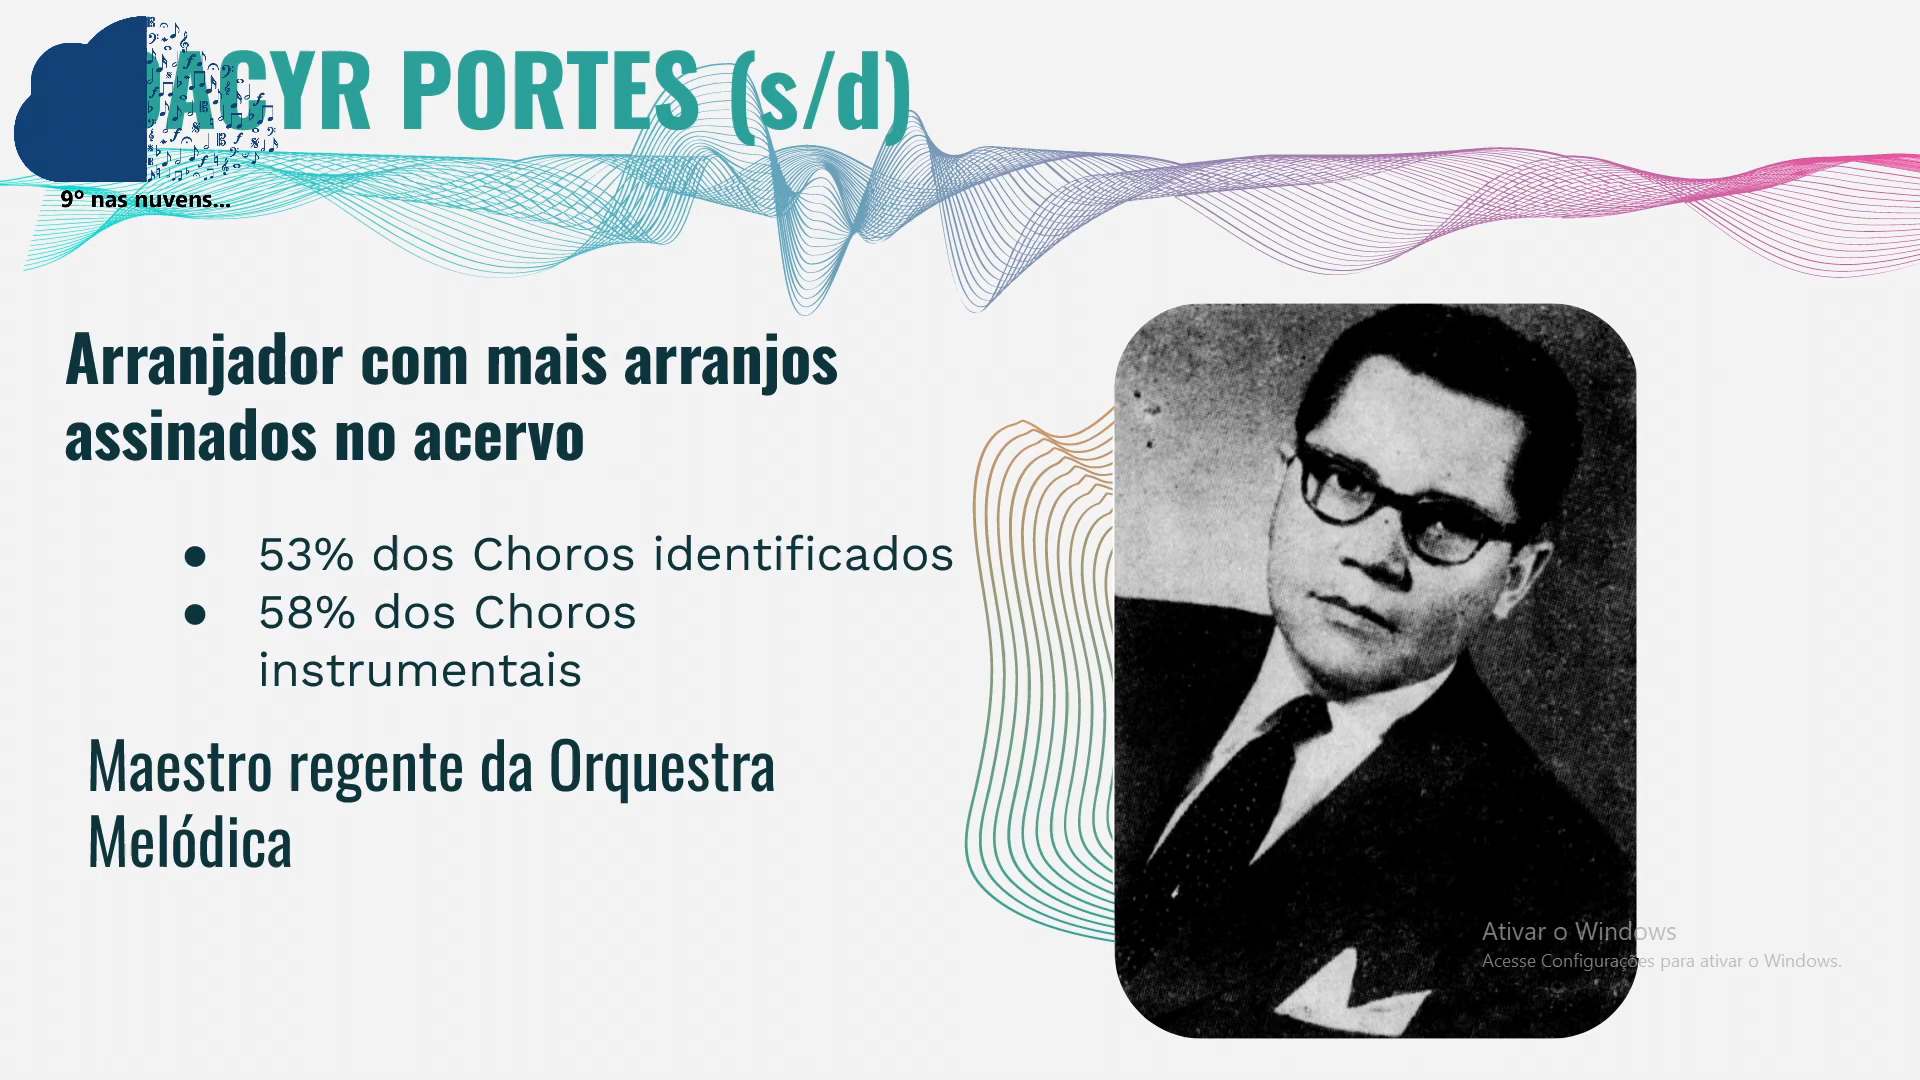 ACYR PORTES (s/d)
9º nas nuvens...
Arranjador com mais arranjos
assinados no acervo
● 53% dos Choros identificados
● 58% dos Choros
instrumentais
Maestro regente da Orquestra
Melódica
Ativar o Windows
Acesse Configurações para ativar o Windows.